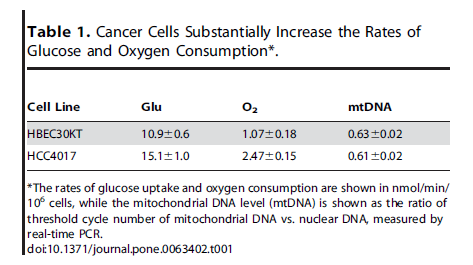 Table 1. Cancer Cells Substantially Increase the Rates of
Glucose and Oxygen Consumption*.
Cell Line Glu O₂ mtDNA
HBEC30KT 10.9±0.6 1.07±0.18 0.63±0.02
HCC4017 15.1±1.0 2.47±0.15 0.61±0.02
*The rates of glucose uptake and oxygen consumption are shown in nmol/min/
10⁶ cells, while the mitochondrial DNA level (mtDNA) is shown as the ratio of
threshold cycle number of mitochondrial DNA vs. nuclear DNA, measured by
real-time PCR.
doi:10.1371/journal.pone.0063402.t001